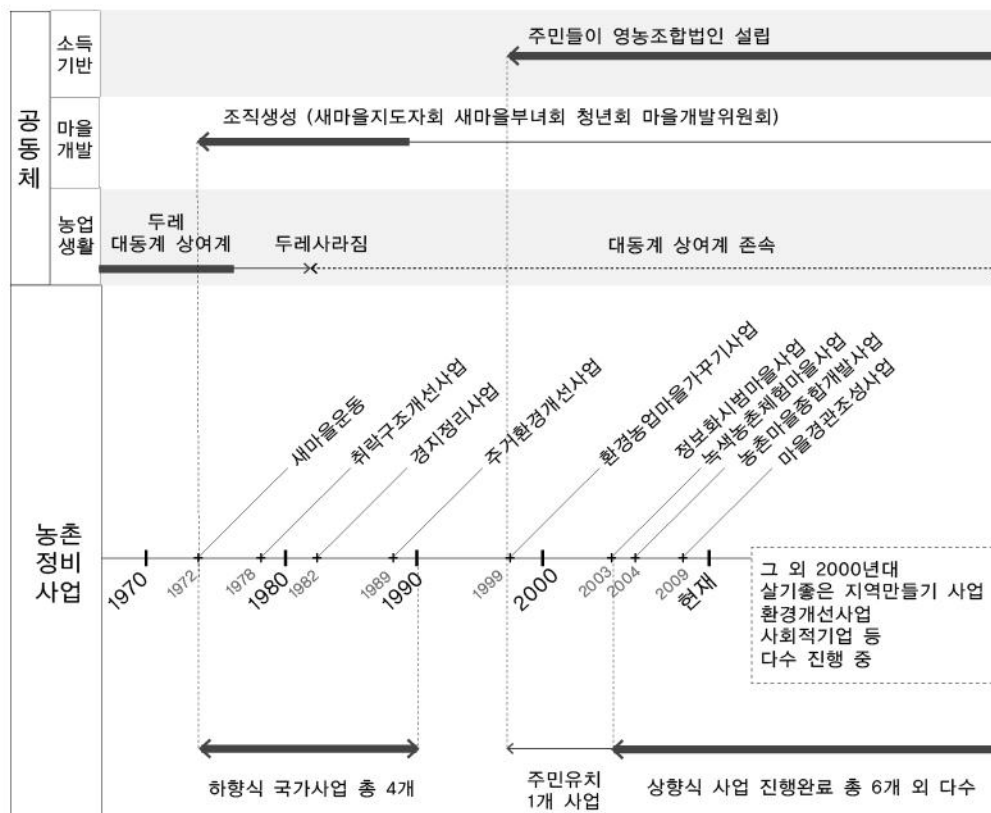 공동체
소득
기반
주민들이 영농조합법인 설립
마을
개발
조직생성 (새마을지도자회 새마을부녀회 청년회 마을개발위원회)
농업
생활
두레
대동계 상여계
두레사라짐
대동계 상여계 존속
농촌
정비
사업
새마을운동
취락구조개선사업
경지정리사업
주거환경개선사업
환경농업마을가꾸기사업
정보화시범마을사업
녹색농촌체험마을사업
농촌마을종합개발사업
마을경관조성사업
1970
1972
1978
1980
1982
1989
1990
1999
2000
2003
2004
2009
현재
그 외 2000년대
살기좋은 지역만들기 사업
환경개선사업
사회적기업 등
다수 진행 중
하향식 국가사업 총 4개
주민유치
1개 사업
상향식 사업 진행완료 총 6개 외 다수